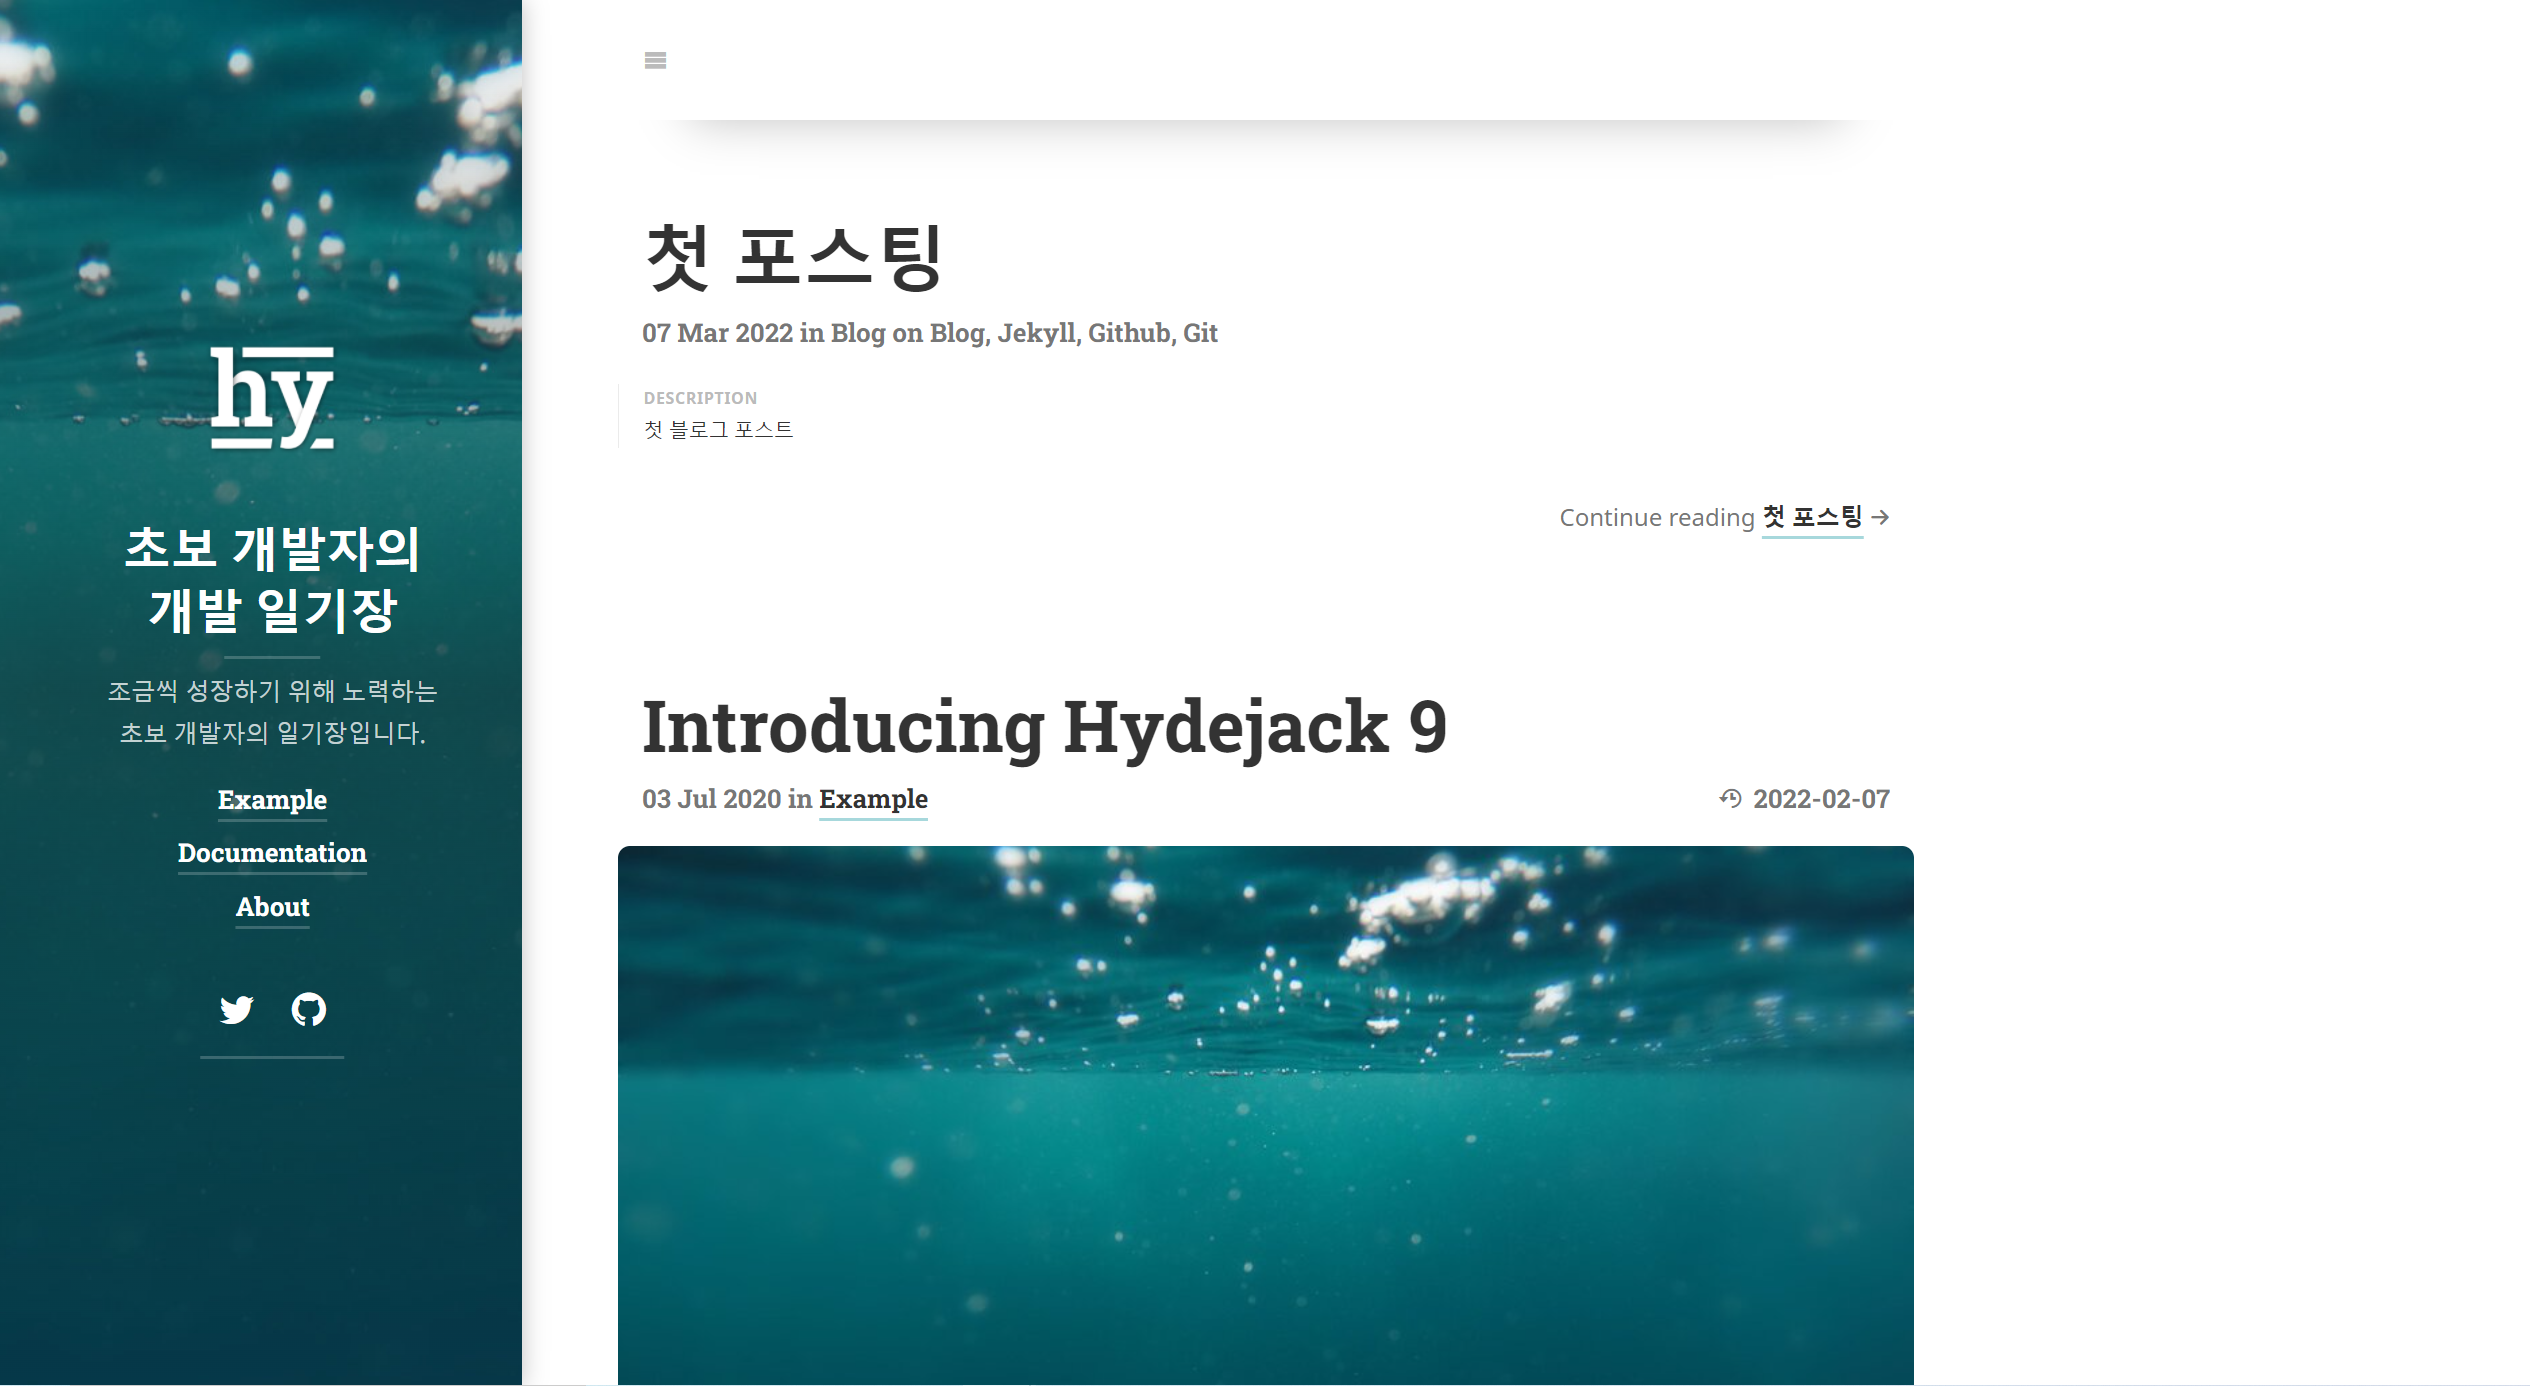 hy
초보 개발자의
개발 일기장
조금씩 성장하기 위해 노력하는
초보 개발자의 일기장입니다.
Example
Documentation
About
첫 포스팅
07 Mar 2022 in Blog on Blog, Jekyll, Github, Git
DESCRIPTION
첫 블로그 포스트
Continue reading 첫 포스팅 →
Introducing Hydejack 9
03 Jul 2020 in Example
2022-02-07